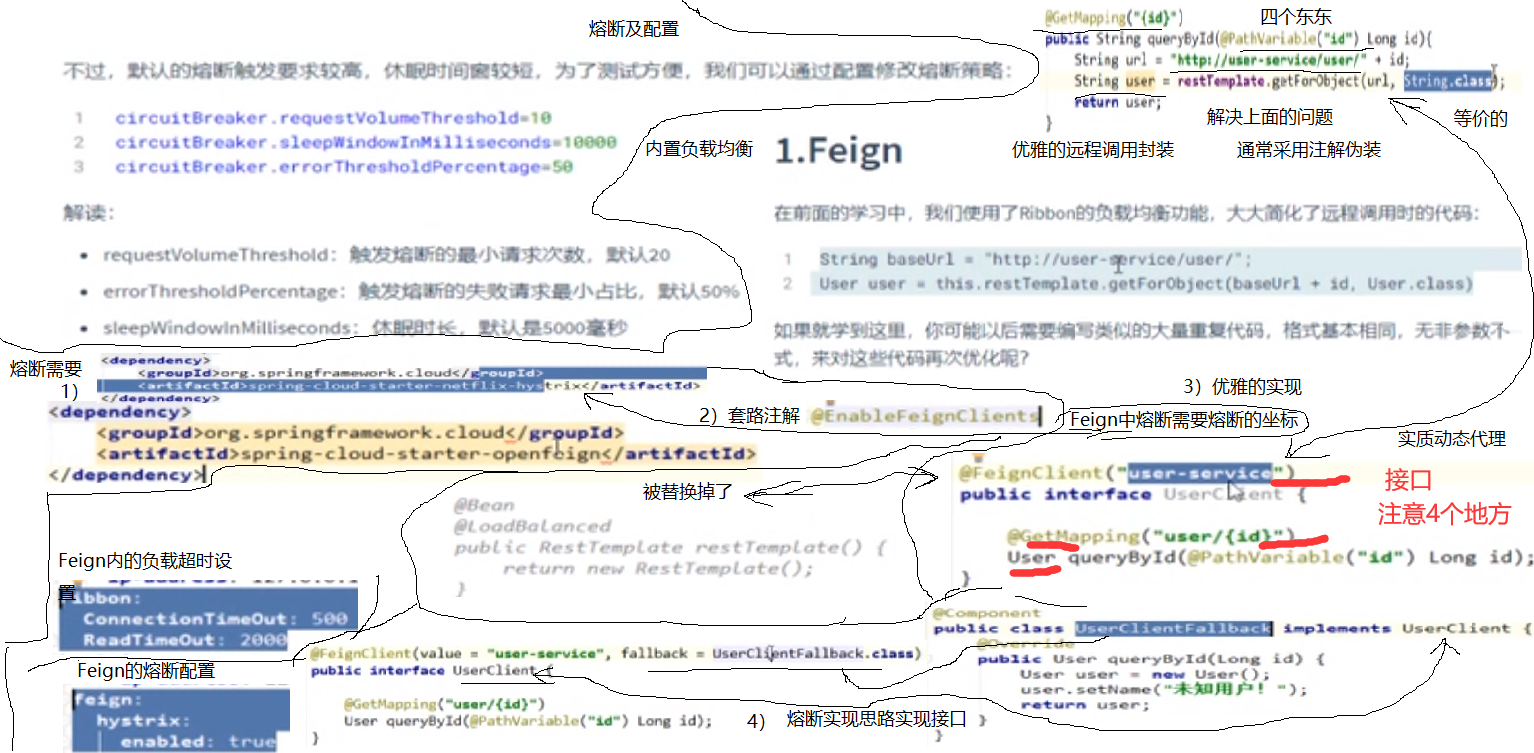 熔断及配置
不过，默认的熔断触发要求较高，休眠时间窗较短，为了测试方便，我们可以通过配置修改熔断策略：
1 circuitBreaker.requestVolumeThreshold=10
2 circuitBreaker.sleepWindowInMilliseconds=10000
3 circuitBreaker.errorThresholdPercentage=50
解读：
• requestVolumeThreshold：触发熔断的最小请求次数，默认20
• errorThresholdPercentage：触发熔断的失败请求最小占比，默认50%
• sleepWindowInMilliseconds：休眠时长，默认是5000毫秒
@GetMapping("{id}")
四个东东
public String queryById(@PathVariable("id") Long id){
String url = "http://user-service/user/" + id;
String user = restTemplate.getForObject(url, String.class);
return user;
}
解决上面的问题
等价的
内置负载均衡
1.Feign
优雅的远程调用封装
通常采用注解伪装
在前面的学习中，我们使用了Ribbon的负载均衡功能，大大简化了远程调用时的代码：
1 String baseUrl = "http://user-service/user/";
2 User user = this.restTemplate.getForObject(baseUrl + id, User.class)
如果就学到这里，你可能以后需要编写类似的大量重复代码，格式基本相同，无非参数不
式，来对这些代码再次优化呢？
熔断需要
1）
<dependency>
<groupId>org.springframework.cloud</groupId>
<artifactId>spring-cloud-starter-netflix-hystrix</artifactId>
</dependency>
<dependency>
<groupId>org.springframework.cloud</groupId>
<artifactId>spring-cloud-starter-openfeign</artifactId>
</dependency>
2）套路注解
@EnableFeignClients
3）优雅的实现
Feign中熔断需要熔断的坐标
实质动态代理
@FeignClient("user-service")
public interface UserClient {
@GetMapping("user/{id}")
User queryById(@PathVariable("id") Long id);
}
接口
注意4个地方
被替换掉了
@Bean
@LoadBalanced
public RestTemplate restTemplate() {
return new RestTemplate();
}
Feign内的负载超时设
置
ribbon:
ConnectionTimeOut: 500
ReadTimeOut: 2000
Feign的熔断配置
feign:
hystrix:
enabled: true
@FeignClient(value = "user-service", fallback = UserClientFallback.class)
public interface UserClient {
@GetMapping("user/{id}")
User queryById(@PathVariable("id") Long id);
}
4） 熔断实现思路实现接口
@Component
public class UserClientFallback implements UserClient {
@Override
public User queryById(Long id) {
User user = new User();
user.setName("未知用户！");
return user;
}
}